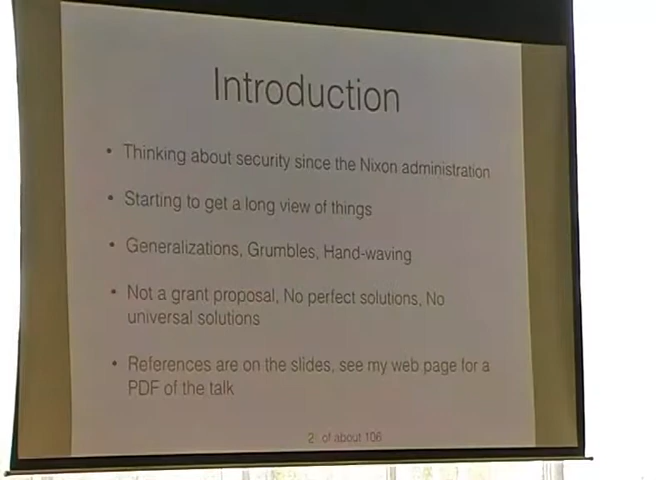 Introduction
• Thinking about security since the Nixon administration
• Starting to get a long view of things
• Generalizations, Grumbles, Hand-waving
• Not a grant proposal, No perfect solutions, No
universal solutions
• References are on the slides, see my web page for a
PDF of the talk
2 of about 106